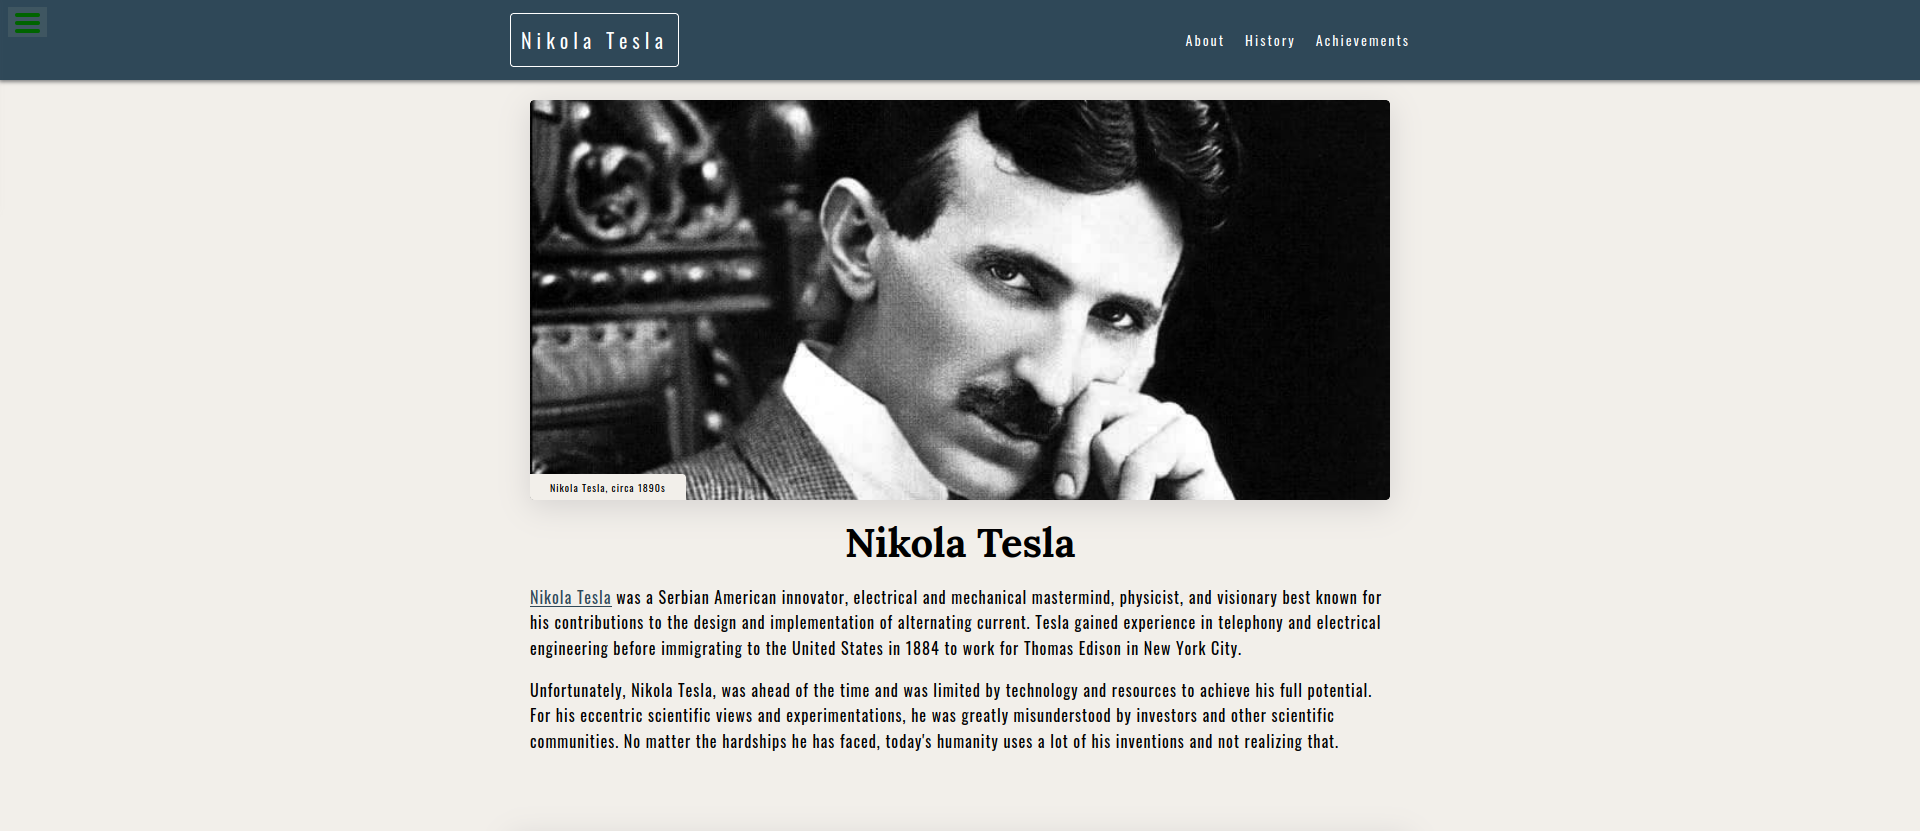 Nikola Tesla
About History Achievements
Nikola Tesla, circa 1890s
Nikola Tesla
Nikola Tesla was a Serbian American innovator, electrical and mechanical mastermind, physicist, and visionary best known for
his contributions to the design and implementation of alternating current. Tesla gained experience in telephony and electrical
engineering before immigrating to the United States in 1884 to work for Thomas Edison in New York City.
Unfortunately, Nikola Tesla, was ahead of the time and was limited by technology and resources to achieve his full potential.
For his eccentric scientific views and experimentations, he was greatly misunderstood by investors and other scientific
communities. No matter the hardships he has faced, today's humanity uses a lot of his inventions and not realizing that.